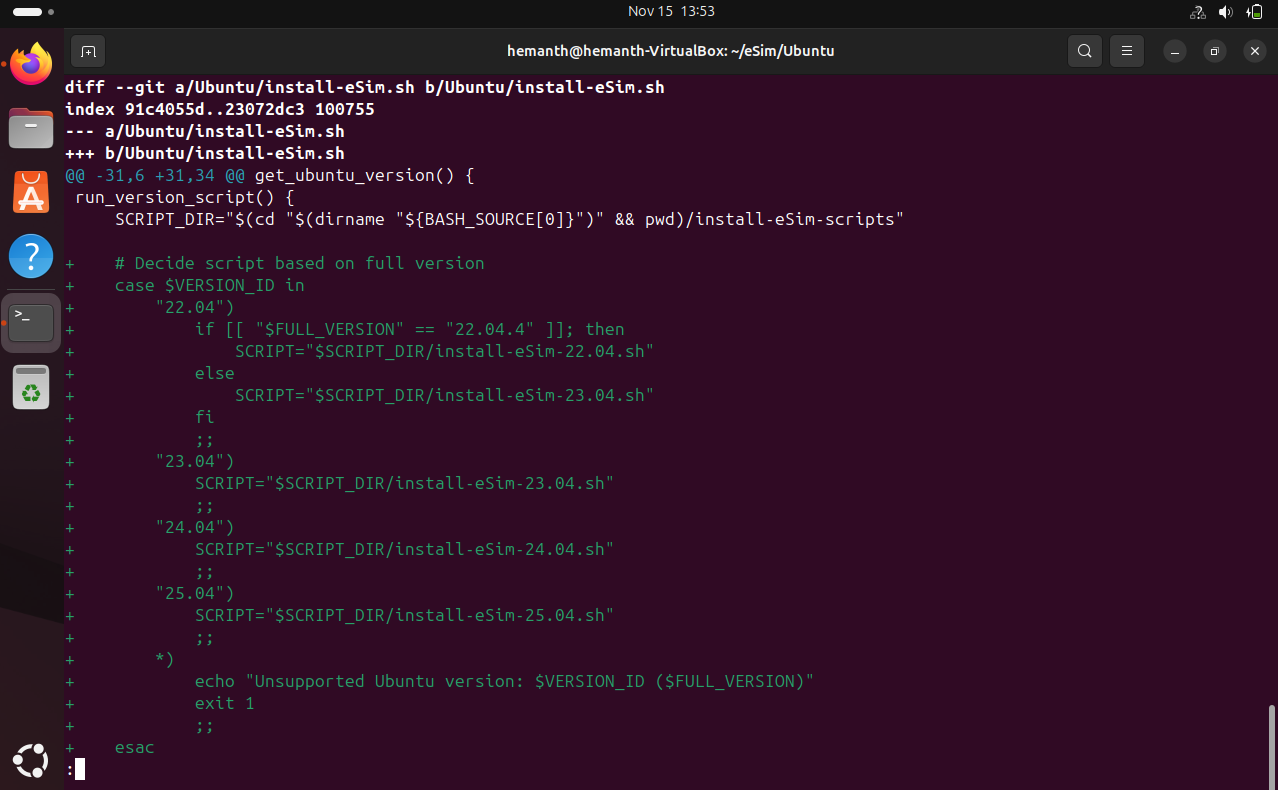 Nov 15 13:53
hemanth@hemanth-VirtualBox: ~/eSim/Ubuntu
diff --git a/Ubuntu/install-eSim.sh b/Ubuntu/install-eSim.sh
index 91c4055d..23072dc3 100755
--- a/Ubuntu/install-eSim.sh
+++ b/Ubuntu/install-eSim.sh
@@ -31,6 +31,34 @@ get_ubuntu_version() {
 run_version_script() {
     SCRIPT_DIR="$(cd "$(dirname "${BASH_SOURCE[0]}")" && pwd)/install-eSim-scripts"
+    # Decide script based on full version
+    case $VERSION_ID in
+        "22.04")
+            if [[ "$FULL_VERSION" == "22.04.4" ]]; then
+                SCRIPT="$SCRIPT_DIR/install-eSim-22.04.sh"
+            else
+                SCRIPT="$SCRIPT_DIR/install-eSim-23.04.sh"
+            fi
+            ;;
+        "23.04")
+            SCRIPT="$SCRIPT_DIR/install-eSim-23.04.sh"
+            ;;
+        "24.04")
+            SCRIPT="$SCRIPT_DIR/install-eSim-24.04.sh"
+            ;;
+        "25.04")
+            SCRIPT="$SCRIPT_DIR/install-eSim-25.04.sh"
+            ;;
+        *)
+            echo "Unsupported Ubuntu version: $VERSION_ID ($FULL_VERSION)"
+            exit 1
+            ;;
+    esac
: